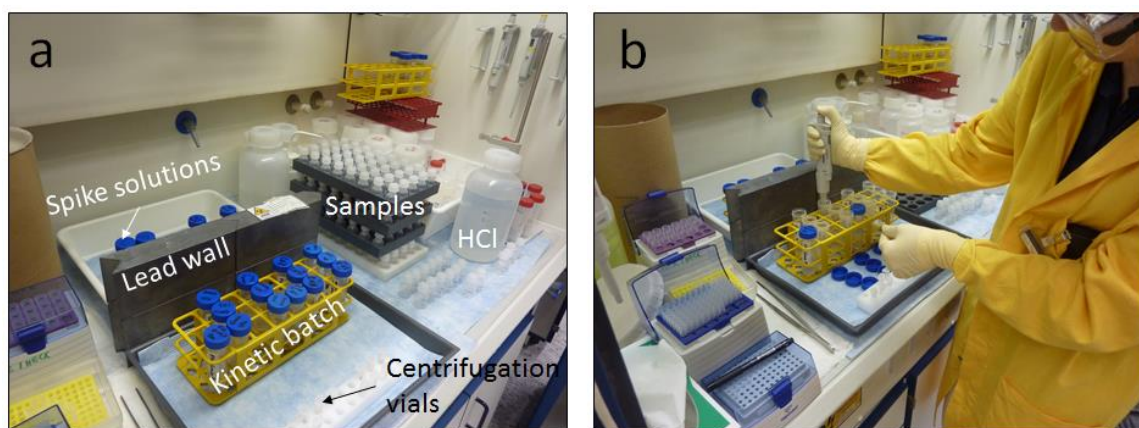 a
Spike solutions
Lead wall
Samples
HCl
Kinetic batch
Centrifugation
vials
b